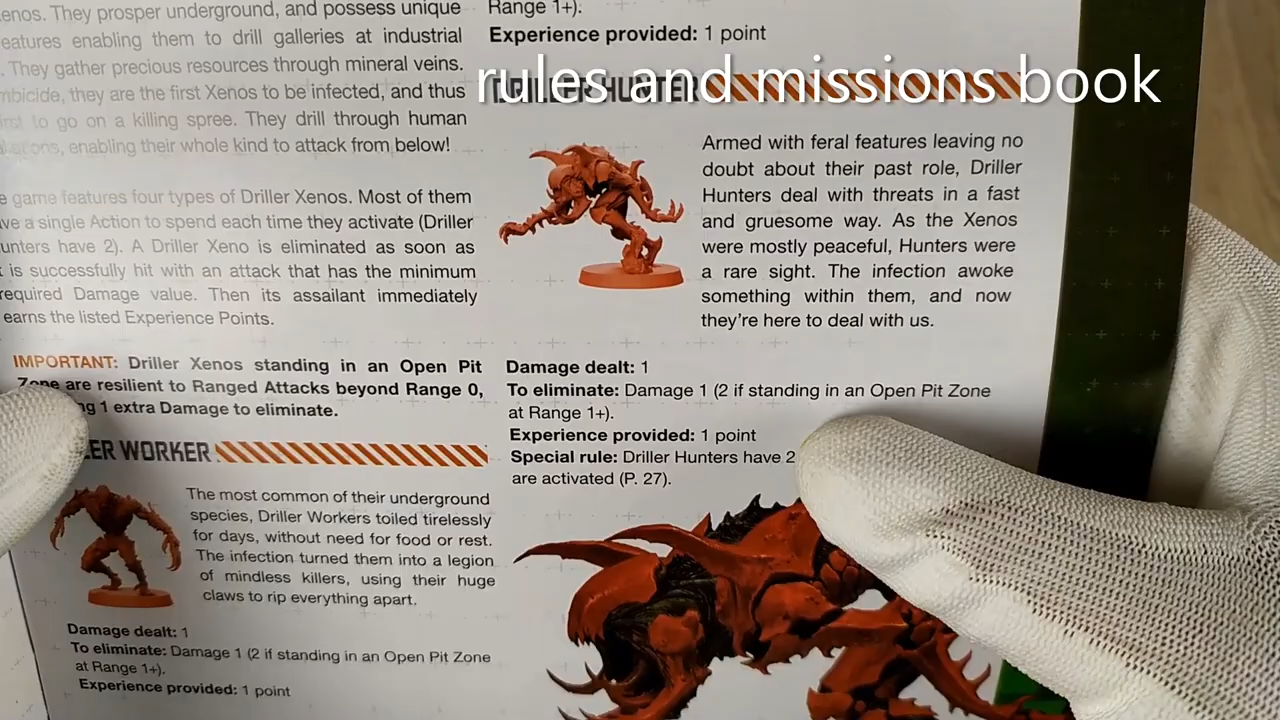 rules and missions book
enos. They prosper underground, and possess unique
eatures enabling them to drill galleries at industrial
. They gather precious resources through mineral veins.
they are the first Xenos to be infected, and thus
to go on a killing spree. They drill through human
enabling their whole kind to attack from below!
e game features four types of Driller Xenos. Most of them
ve a single Action to spend each time they activate (Driller
unters have 2). A Driller Xeno is eliminated as soon as
is successfully hit with an attack that has the minimum
required Damage value. Then its assailant immediately
earns the listed Experience Points.
IMPORTANT: Driller Xenos standing in an Open Pit
Zone are resilient to Ranged Attacks beyond Range 0,
ng 1 extra Damage to eliminate.
ER WORKER
The most common of their underground
species, Driller Workers toiled tirelessly
for days, without need for food or rest.
The infection turned them into a legion
of mindless killers, using their huge
claws to rip everything apart.
Damage dealt: 1
To eliminate: Damage 1 (2 if standing in an Open Pit Zone
at Range 1+).
Experience provided: 1 point
Range 1+).
Experience provided: 1 point
DRILLER HUNTER
Armed with feral features leaving no
doubt about their past role, Driller
Hunters deal with threats in a fast
and gruesome way. As the Xenos
were mostly peaceful, Hunters were
a rare sight. The infection awoke
something within them, and now
they're here to deal with us.
Damage dealt: 1
To eliminate: Damage 1 (2 if standing in an Open Pit Zone
at Range 1+).
Experience provided: 1 point
Special rule: Driller Hunters have 2
are activated (P. 27).